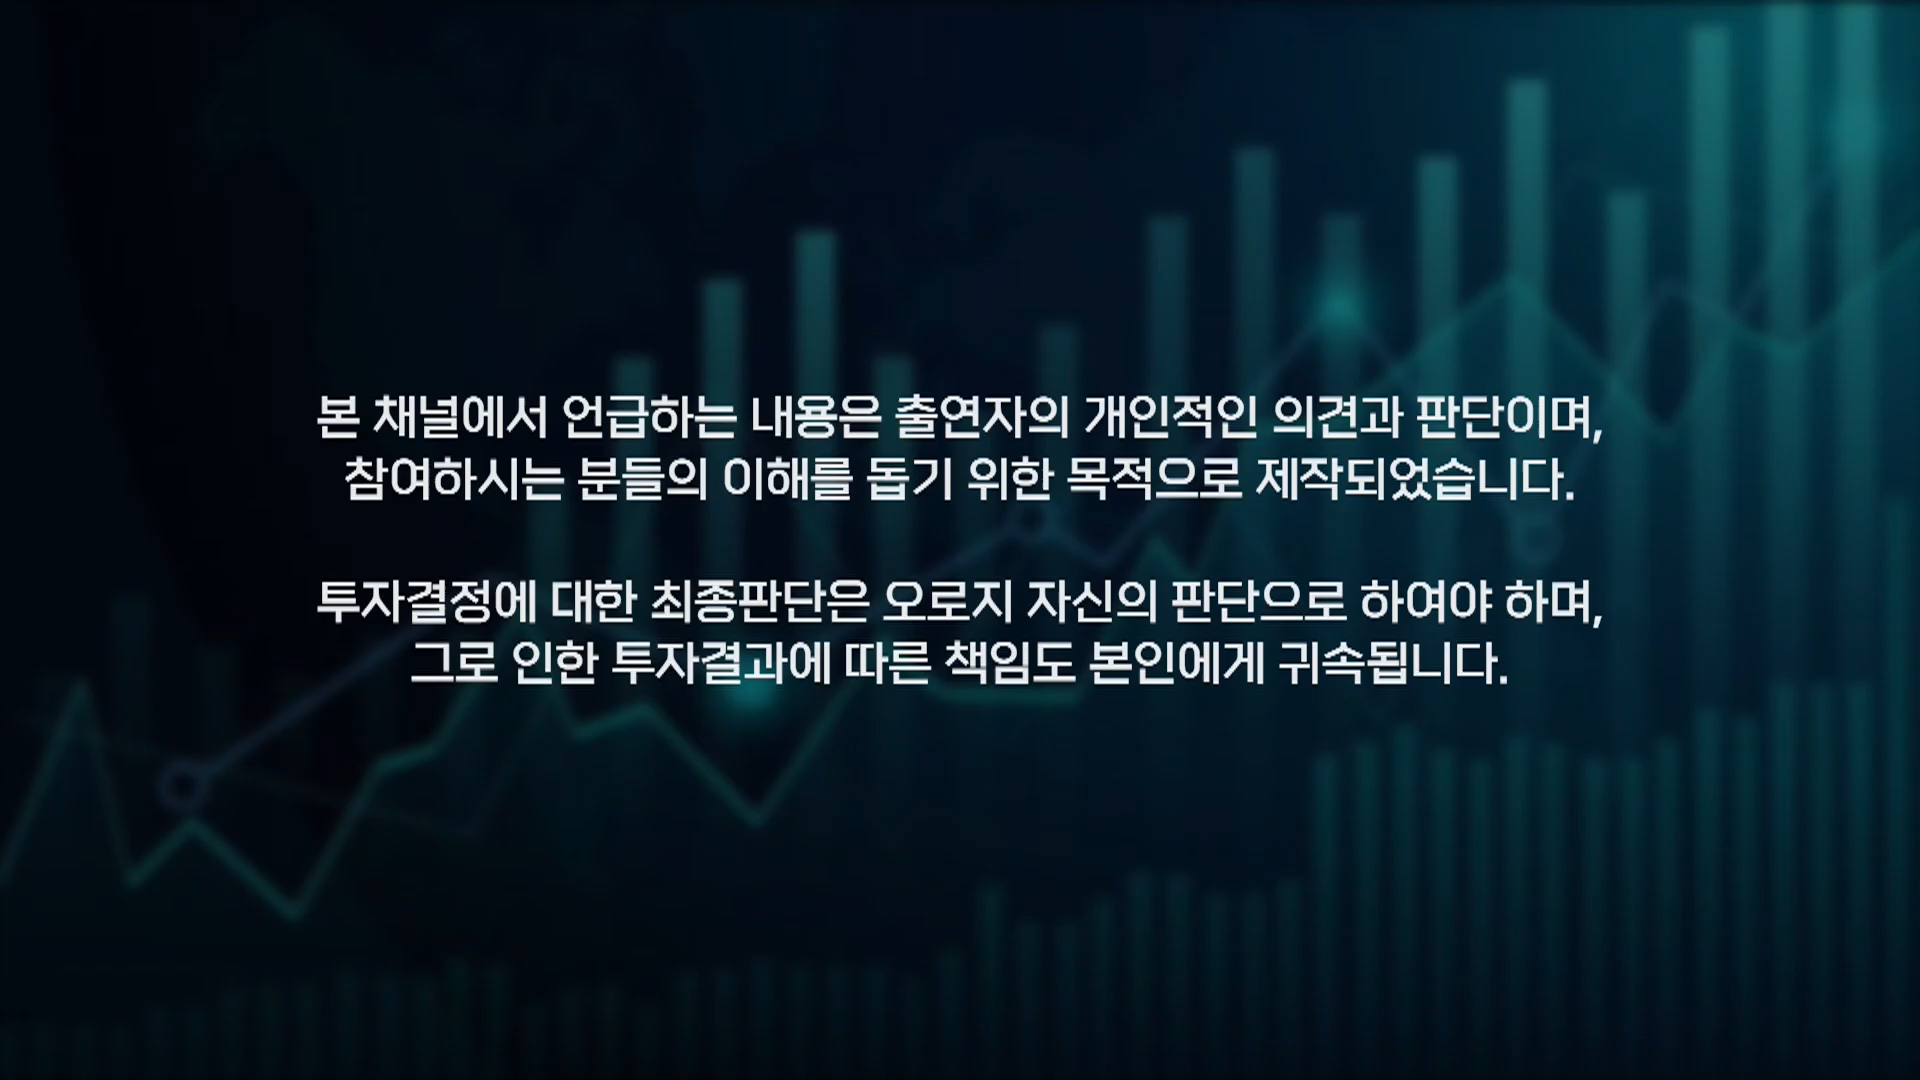 본 채널에서 언급하는 내용은 출연자의 개인적인 의견과 판단이며,
참여하시는 분들의 이해를 돕기 위한 목적으로 제작되었습니다.
투자결정에 대한 최종판단은 오로지 자신의 판단으로 하여야 하며,
그로 인한 투자결과에 따른 책임도 본인에게 귀속됩니다.